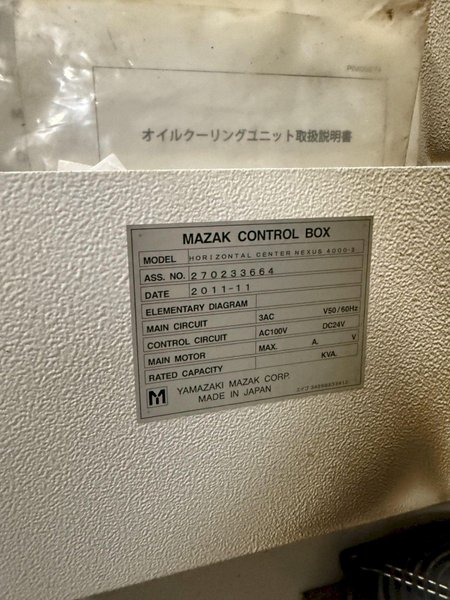 オイルクーリングユニット取扱説明書
MAZAK CONTROL BOX
MODEL HORIZONTAL CENTER NEXUS 4000-3
ASS. NO. 270233664
DATE 2011-11
ELEMENTARY DIAGRAM
MAIN CIRCUIT 3AC V50/60Hz
CONTROL CIRCUIT AC100V DC24V
MAIN MOTOR MAX. A. V
RATED CAPACITY KVA.
M YAMAZAKI MAZAK CORP.
MADE IN JAPAN